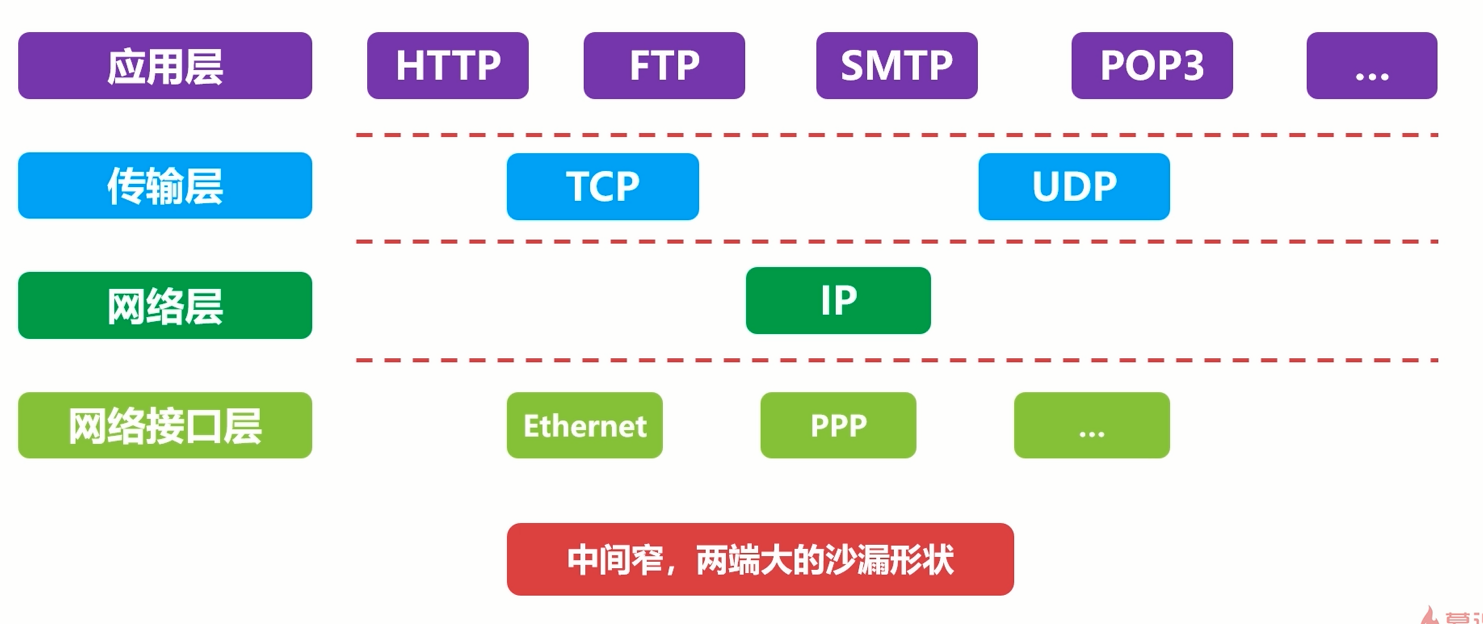 应用层 HTTP FTP SMTP POP3 ...
传输层 TCP UDP
网络层 IP
网络接口层 Ethernet PPP ...
中间窄，两端大的沙漏形状